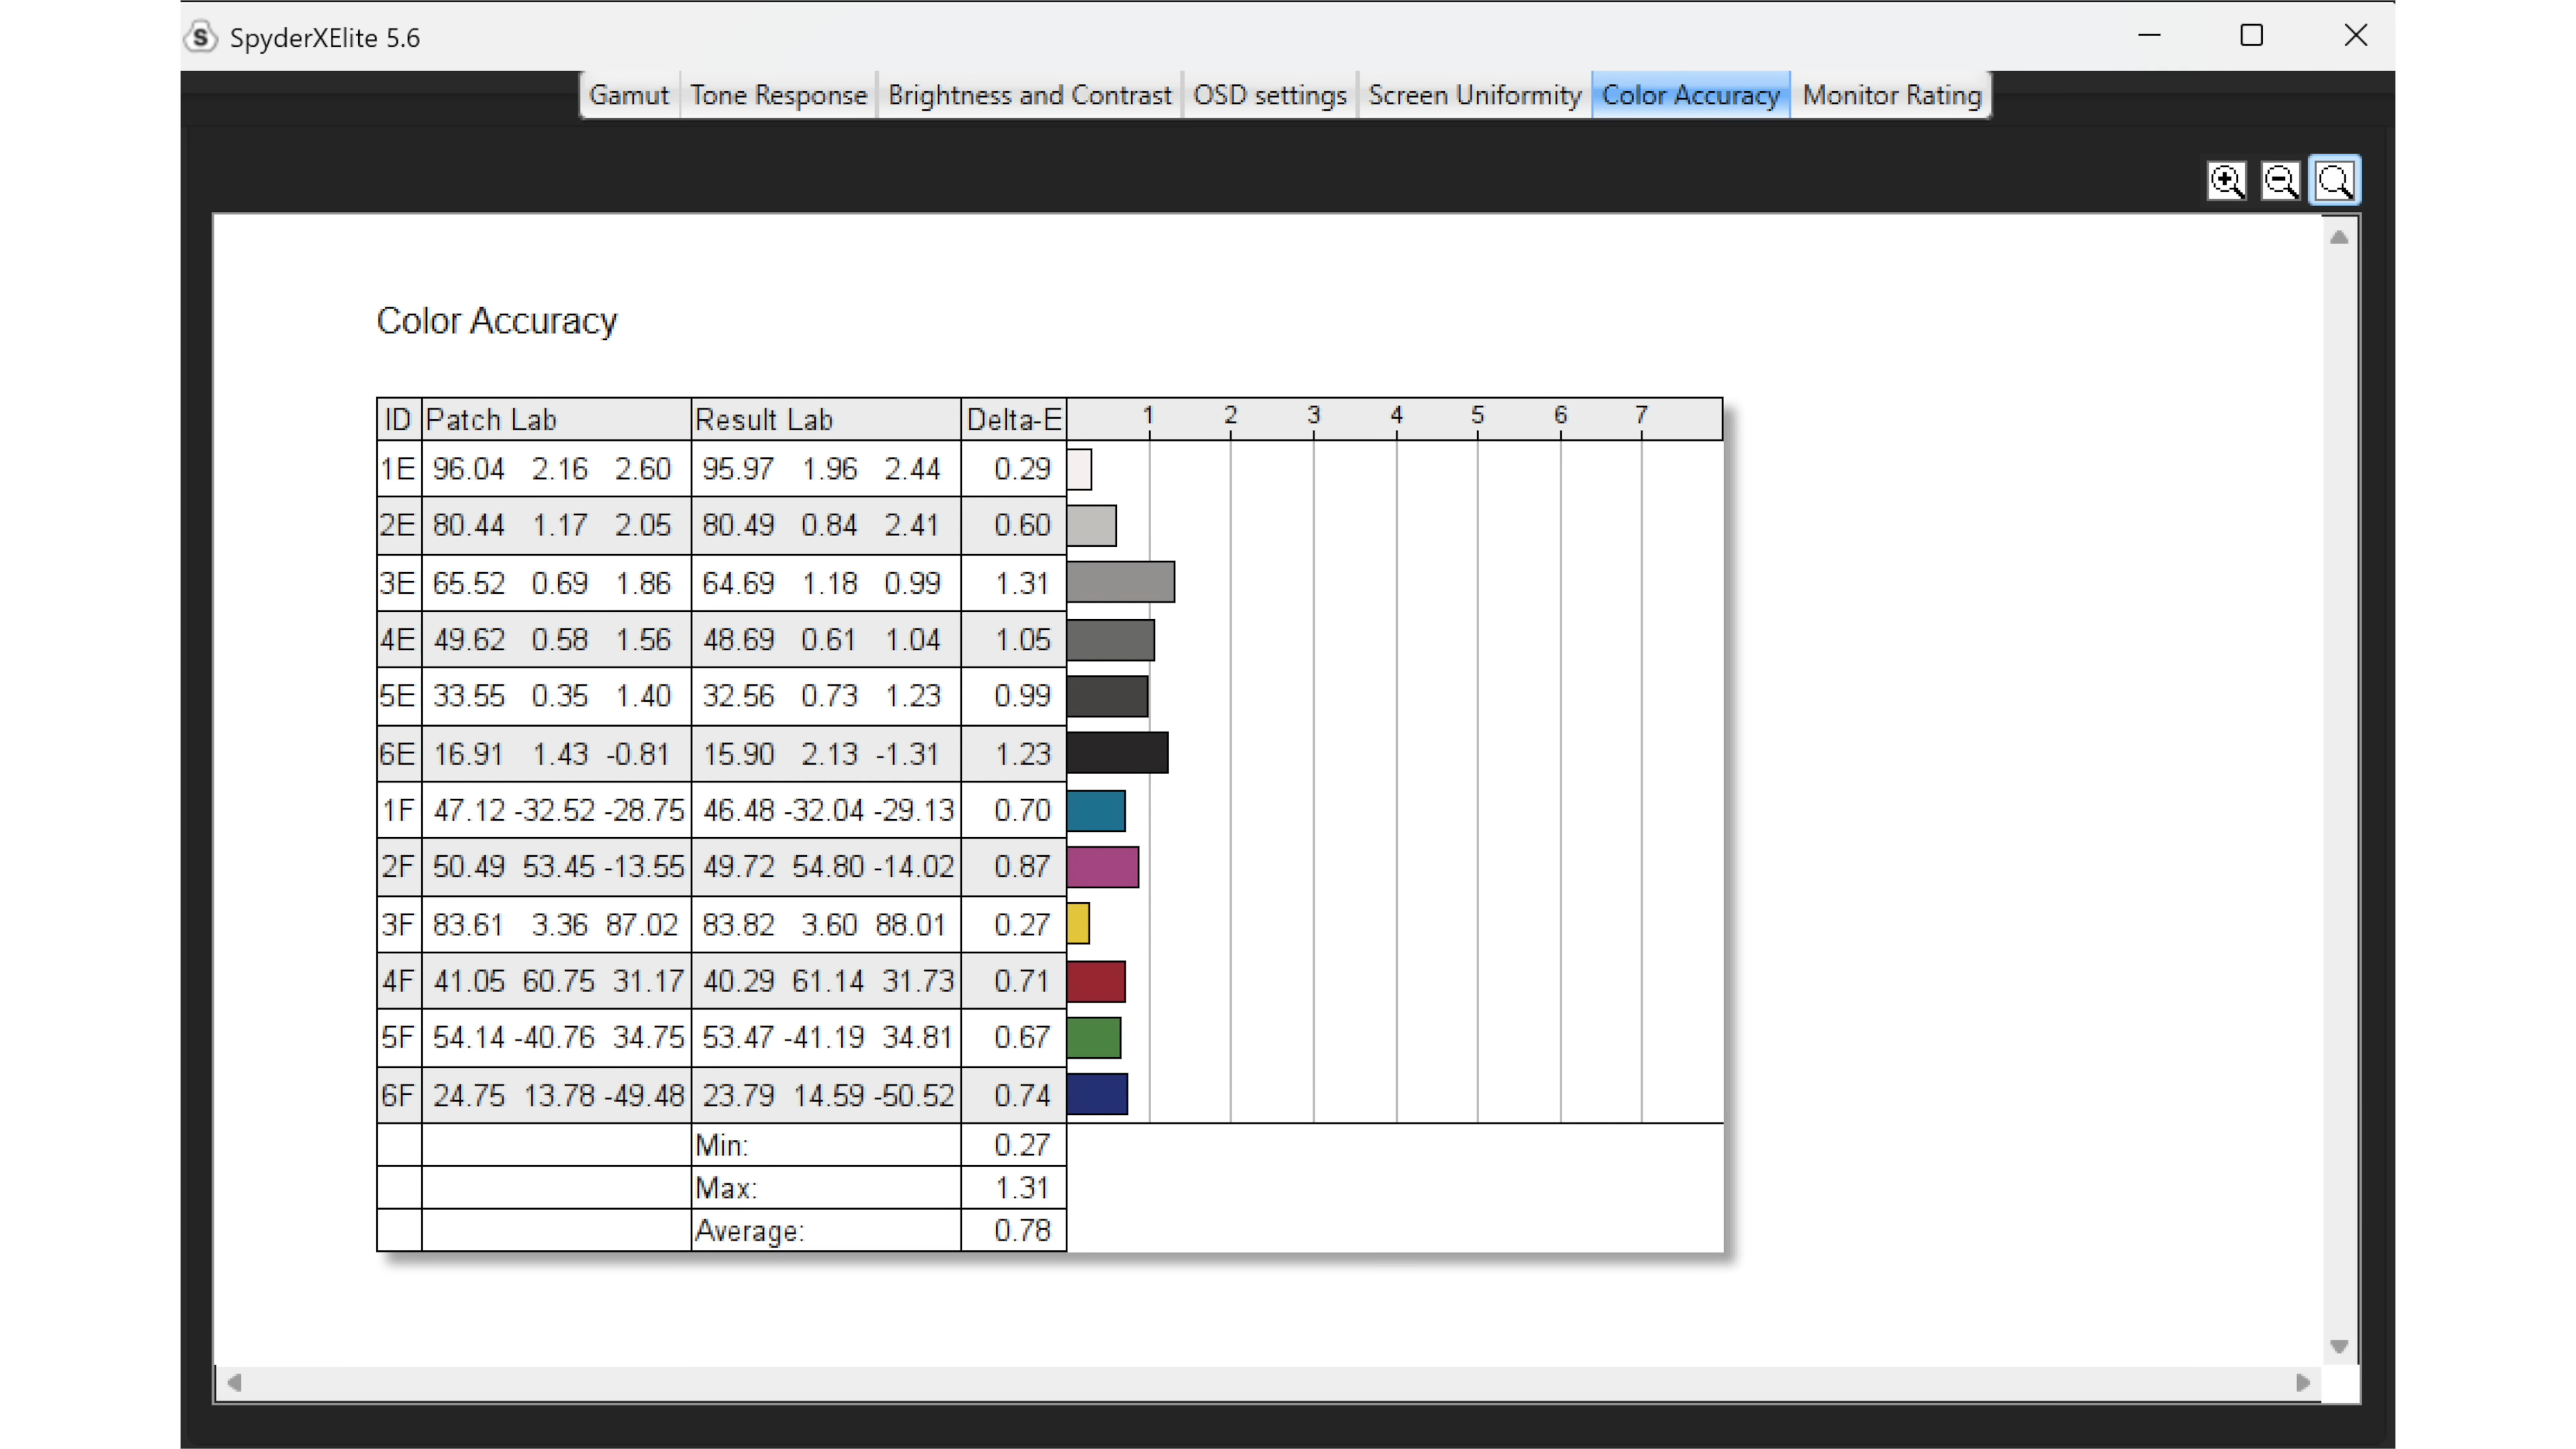 S SpyderXElite 5.6
Gamut Tone Response Brightness and Contrast OSD settings Screen Uniformity Color Accuracy Monitor Rating
Color Accuracy
ID Patch Lab Result Lab Delta-E 1 2 3 4 5 6 7
1E 96.04 2.16 2.60 95.97 1.96 2.44 0.29
2E 80.44 1.17 2.05 80.49 0.84 2.41 0.60
3E 65.52 0.69 1.86 64.69 1.18 0.99 1.31
4E 49.62 0.58 1.56 48.69 0.61 1.04 1.05
5E 33.55 0.35 1.40 32.56 0.73 1.23 0.99
6E 16.91 1.43 -0.81 15.90 2.13 -1.31 1.23
1F 47.12 -32.52 -28.75 46.48 -32.04 -29.13 0.70
2F 50.49 53.45 -13.55 49.72 54.80 -14.02 0.87
3F 83.61 3.36 87.02 83.82 3.60 88.01 0.27
4F 41.05 60.75 31.17 40.29 61.14 31.73 0.71
5F 54.14 -40.76 34.75 53.47 -41.19 34.81 0.67
6F 24.75 13.78 -49.48 23.79 14.59 -50.52 0.74
Min: 0.27
Max: 1.31
Average: 0.78